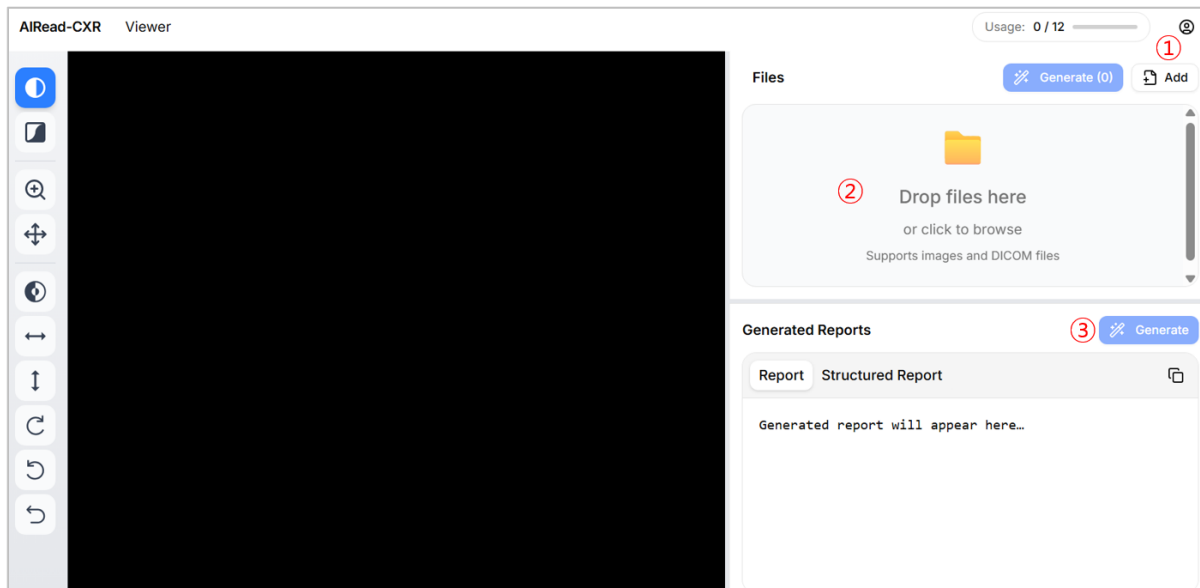 AIRead-CXR Viewer Usage: 0 / 12
①
Files Generate (0) Add
② Drop files here
or click to browse
Supports images and DICOM files
Generated Reports ③ Generate
Report Structured Report
Generated report will appear here…